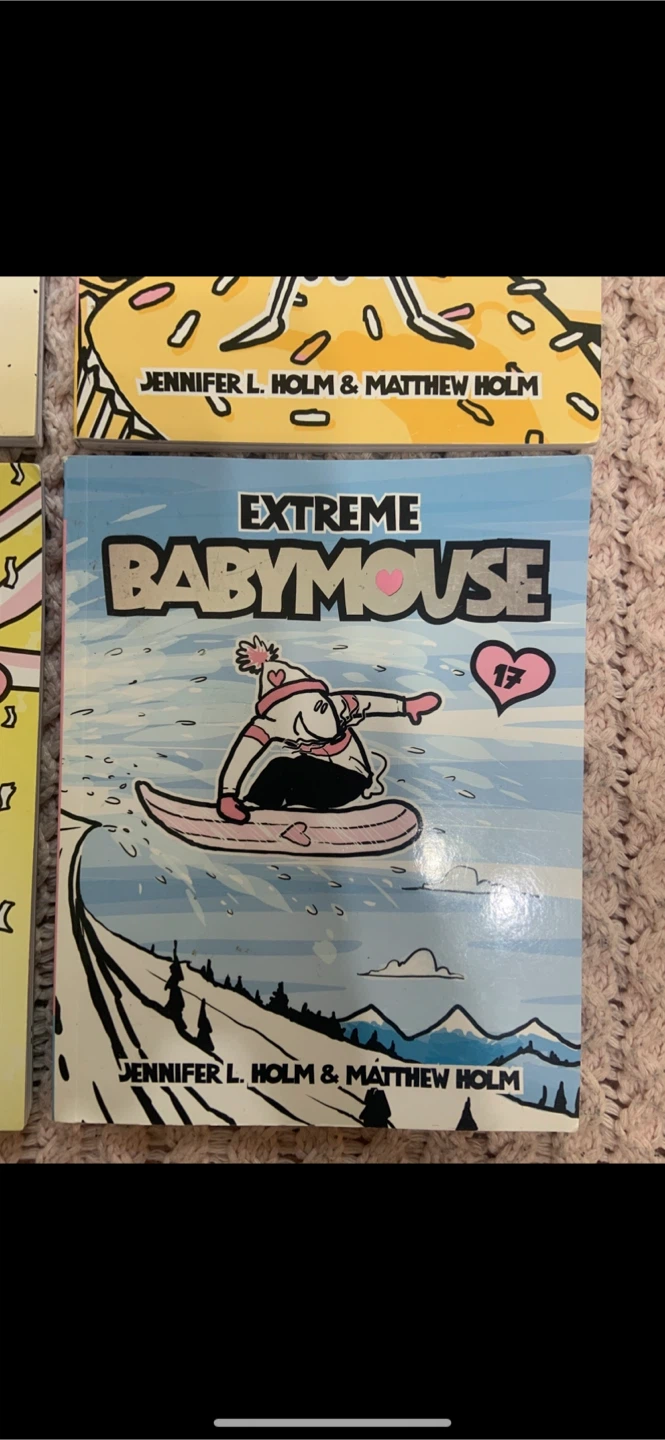 JENNIFER L. HOLM & MATTHEW HOLM
EXTREME
BABYMOUSE
17
JENNIFER L. HOLM & MATTHEW HOLM